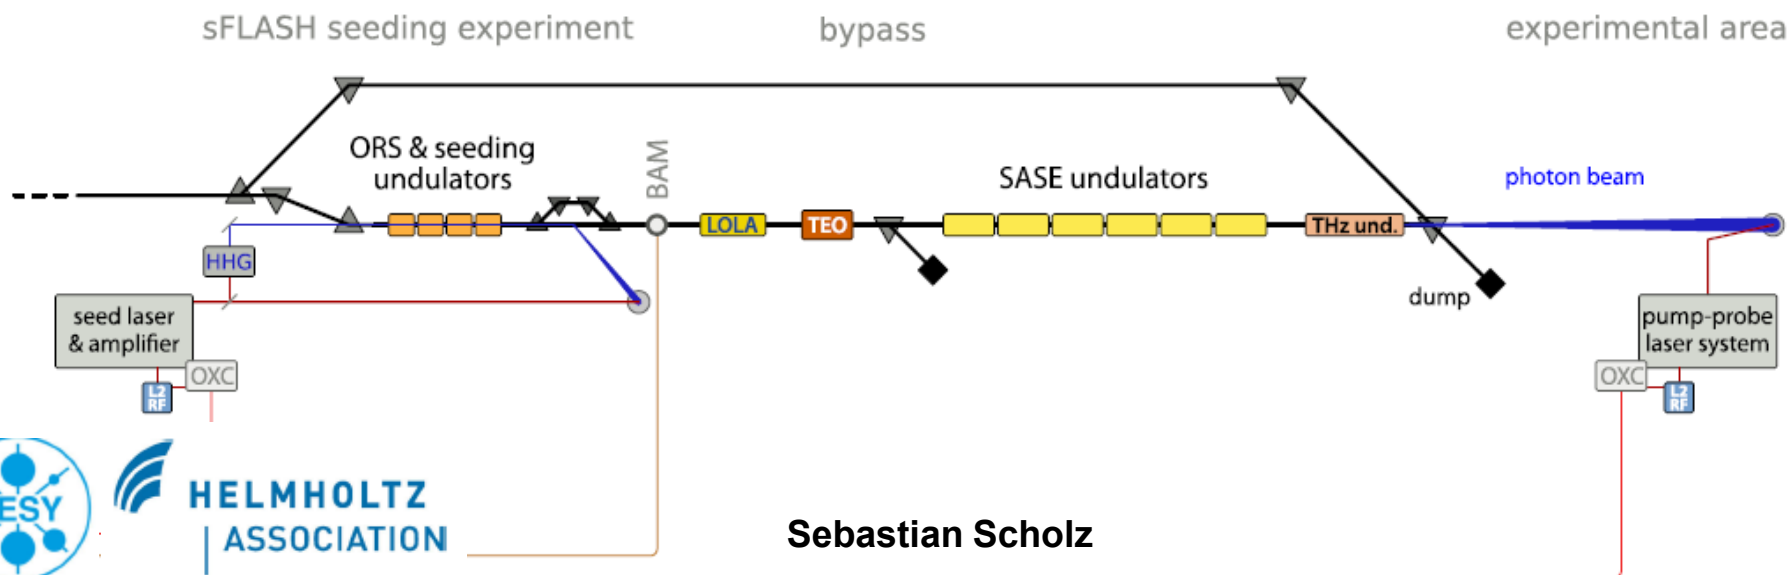 sFLASH seeding experiment
bypass
experimental area
ORS & seeding
undulators
BAM
SASE undulators
photon beam
LOLA
TEO
THz und.
HHG
dump
seed laser
& amplifier
OXC
L2
RF
pump-probe
laser system
OXC
L2
RF
ESY
HELMHOLTZ
ASSOCIATION
Sebastian Scholz